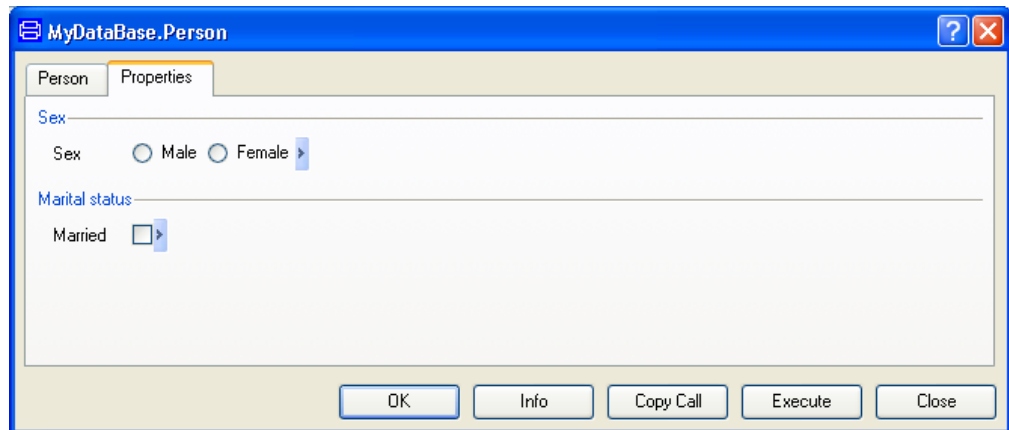 MyDataBase.Person
Person Properties
Sex
Sex Male Female
Marital status
Married
OK Info Copy Call Execute Close